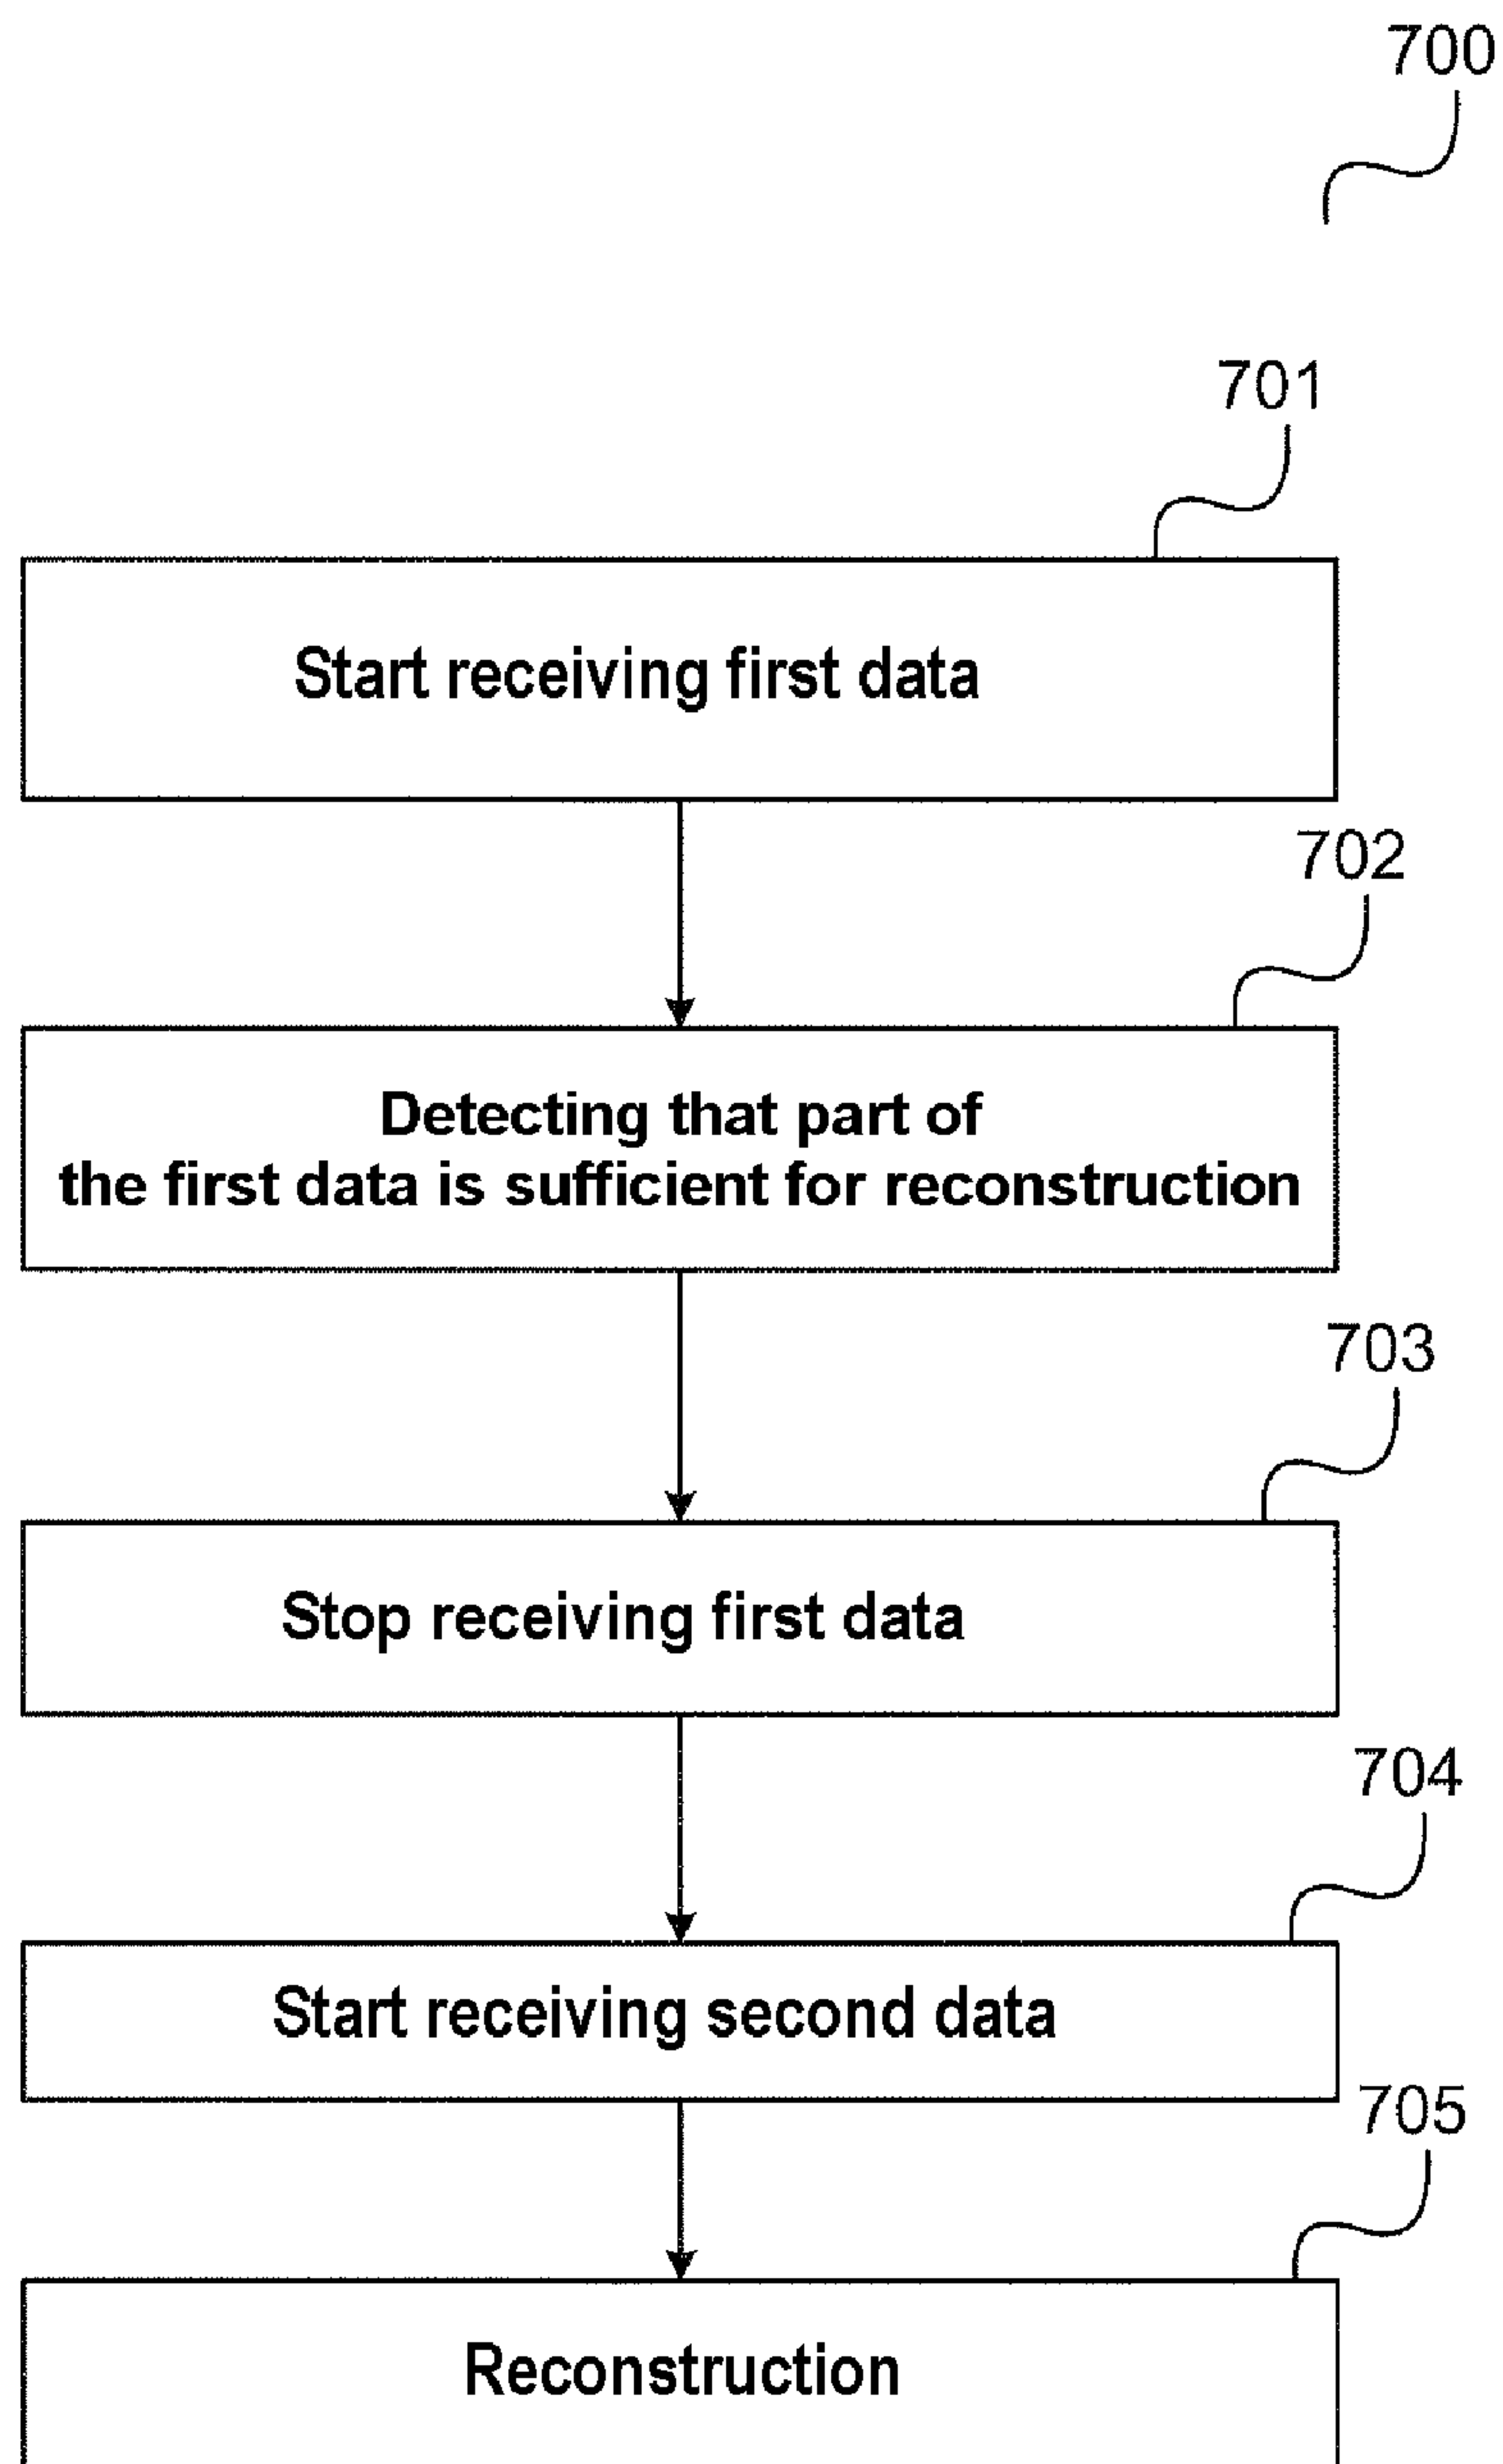 700
701
Start receiving first data
702
Detecting that part of
the first data is sufficient for reconstruction
703
Stop receiving first data
704
Start receiving second data
705
Reconstruction